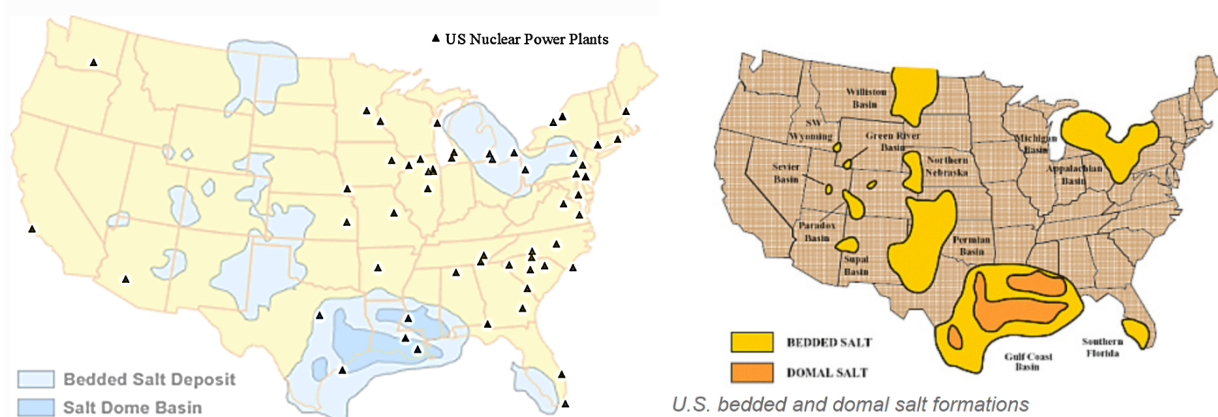 US Nuclear Power Plants
Bedded Salt Deposit
Salt Dome Basin
Williston
Basin
SW
Wyoming
Green River
Basin
Michigan
Basin
Northern
Nebraska
Appalachian
Basin
Sevier
Basin
Paradox
Basin
Supai
Basin
Permian
Basin
BEDDED SALT
DOMAL SALT
Gulf Coast
Basin
Southern
Florida
U.S. bedded and domal salt formations